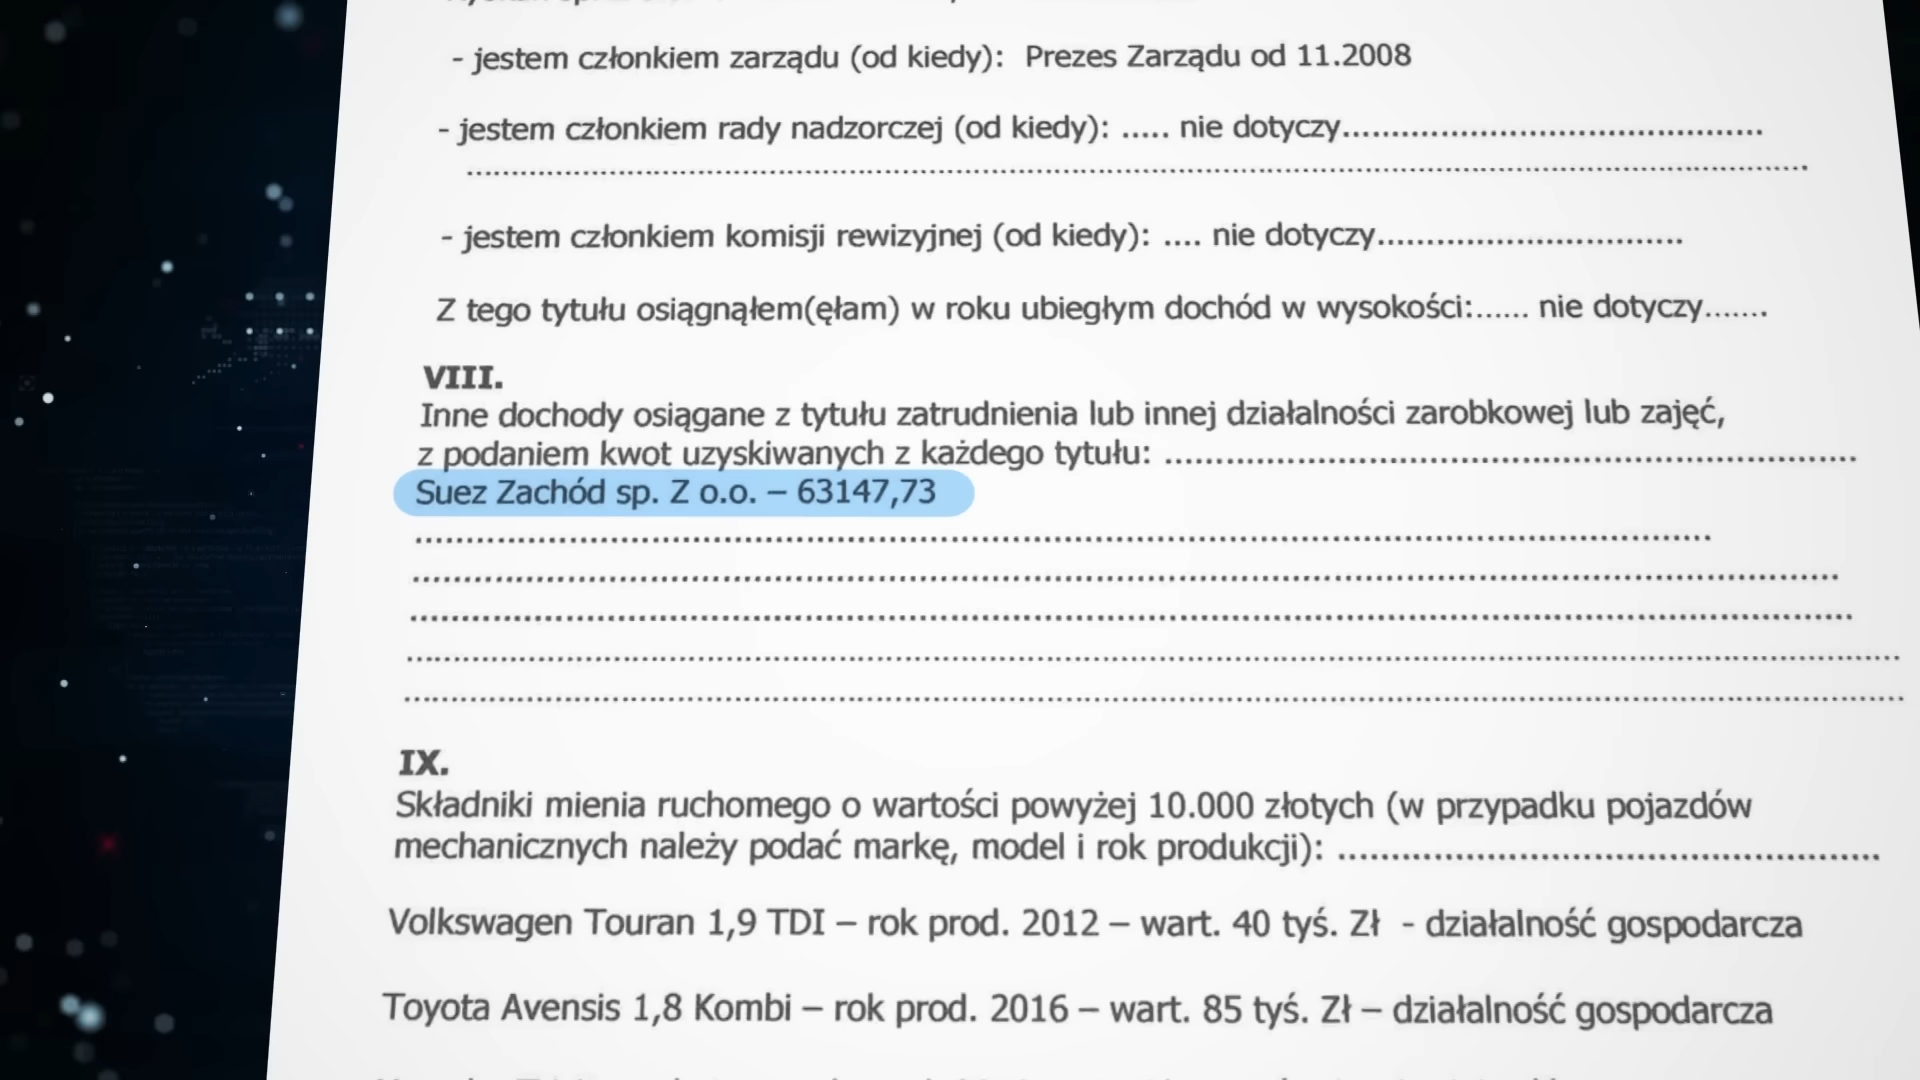 - jestem członkiem zarządu (od kiedy): Prezes Zarządu od 11.2008
- jestem członkiem rady nadzorczej (od kiedy): ..... nie dotyczy..........................................
......................................................................................................................................
- jestem członkiem komisji rewizyjnej (od kiedy): .... nie dotyczy...............................
Z tego tytułu osiągnąłem(ęłam) w roku ubiegłym dochód w wysokości:...... nie dotyczy.......
VIII.
Inne dochody osiągane z tytułu zatrudnienia lub innej działalności zarobkowej lub zajęć,
z podaniem kwot uzyskiwanych z każdego tytułu: .....................................................................
Suez Zachód sp. Z o.o. – 63147,73
.................................................................................................................................
..............................................................................................................................................
................................................................................................................................................
.....................................................................................................................................................
......................................................................................................................................................
IX.
Składniki mienia ruchomego o wartości powyżej 10.000 złotych (w przypadku pojazdów
mechanicznych należy podać markę, model i rok produkcji): ......................................................
Volkswagen Touran 1,9 TDI – rok prod. 2012 – wart. 40 tyś. Zł - działalność gospodarcza
Toyota Avensis 1,8 Kombi – rok prod. 2016 – wart. 85 tyś. Zł – działalność gospodarcza